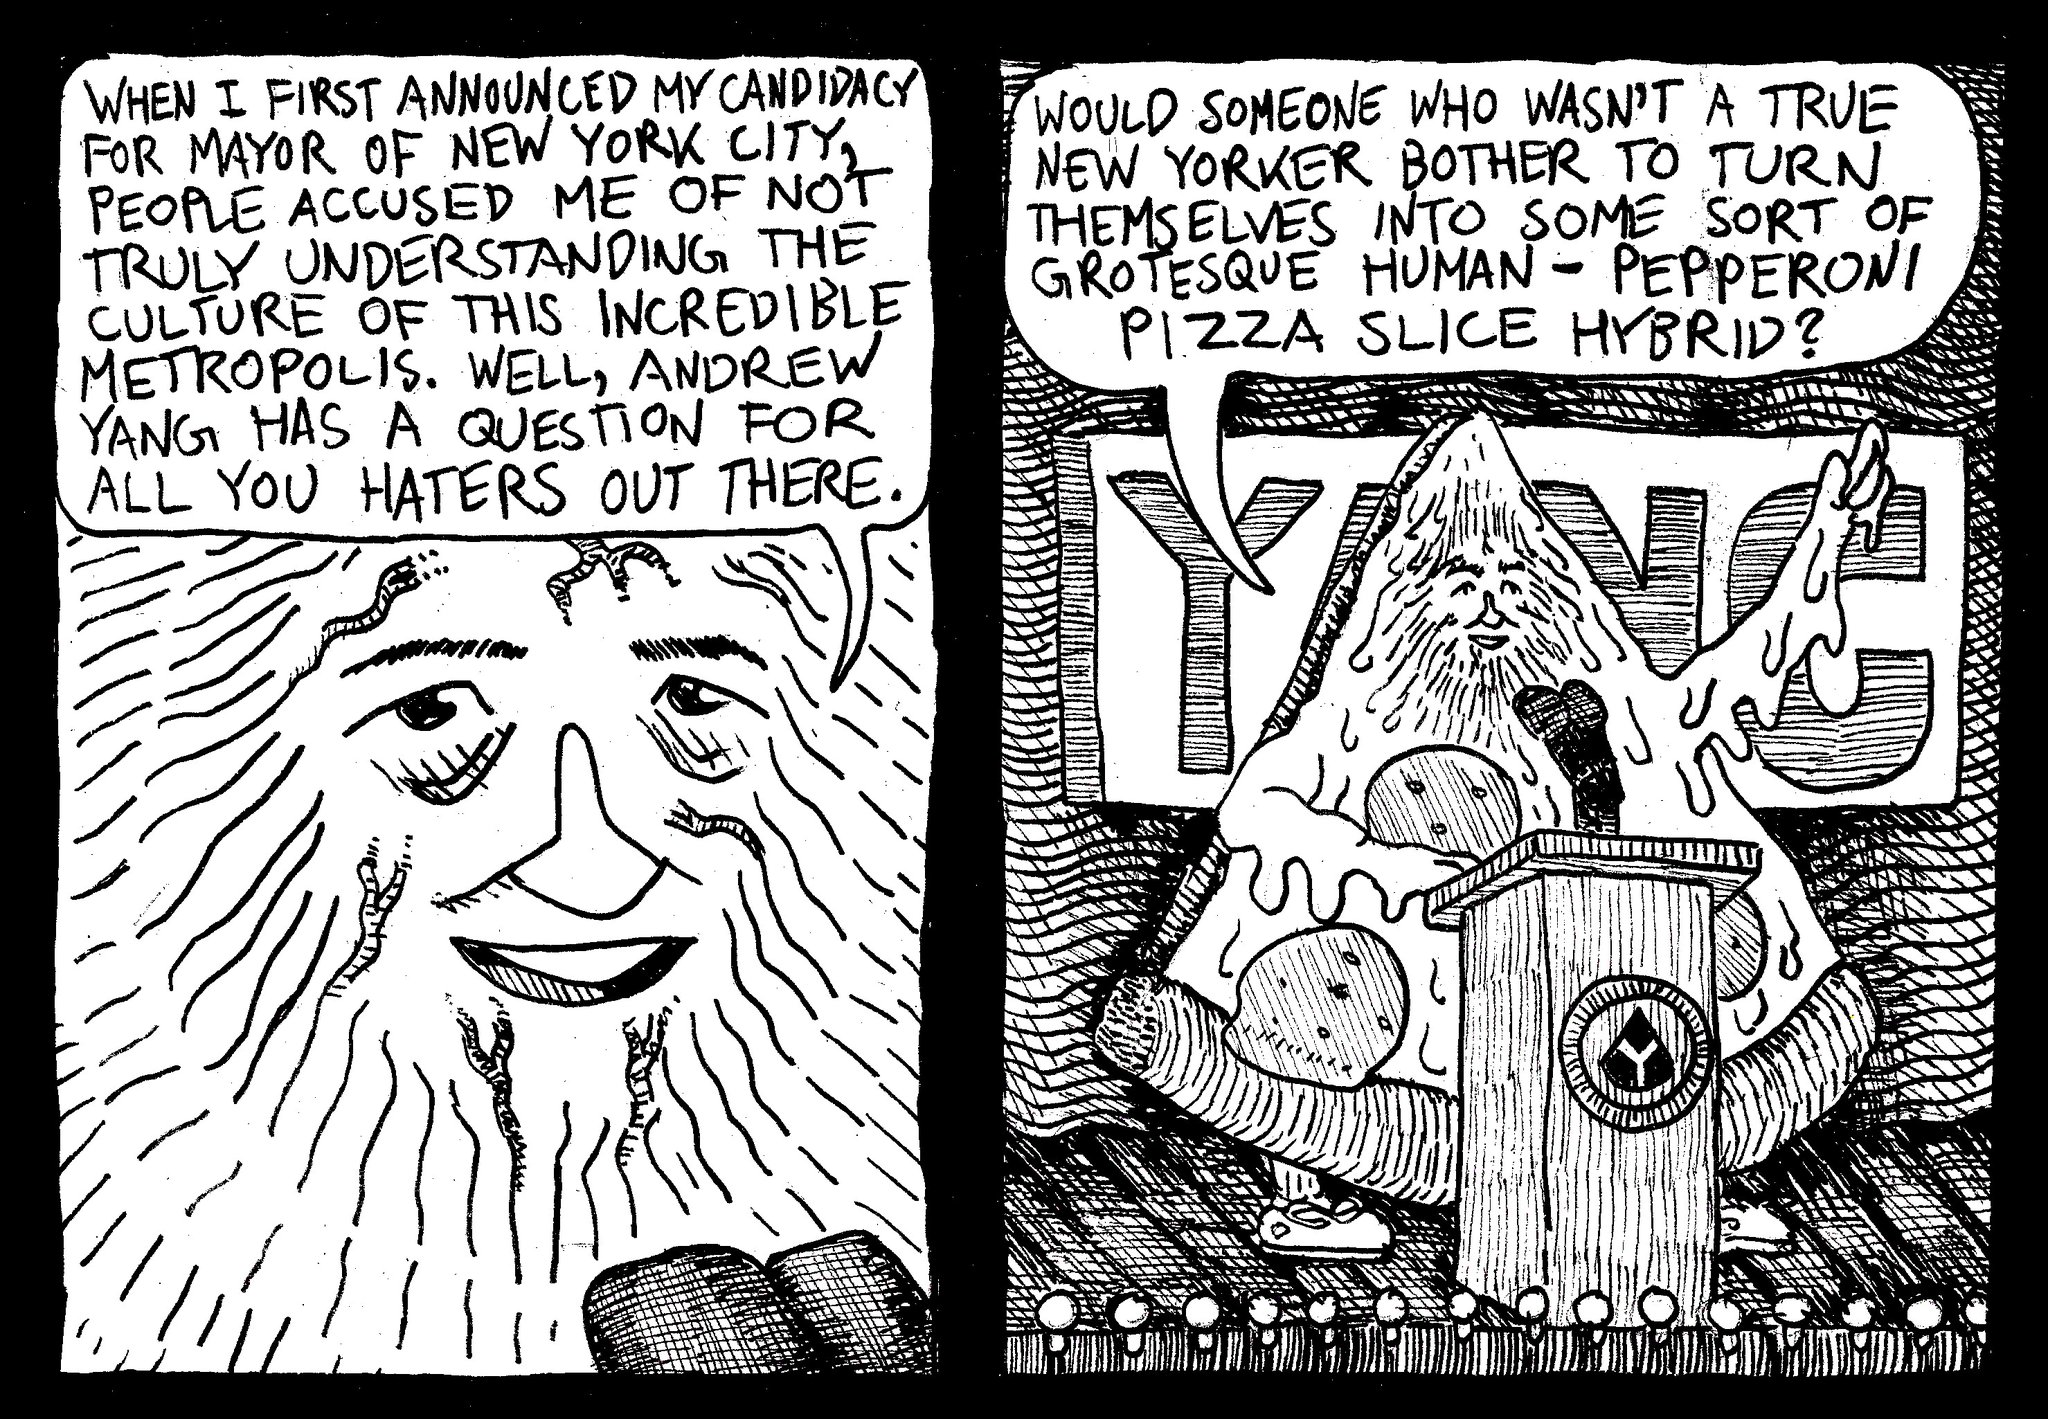 WHEN I FIRST ANNOUNCED MY CANDIDACY
FOR MAYOR OF NEW YORK CITY,
PEOPLE ACCUSED ME OF NOT
TRULY UNDERSTANDING THE
CULTURE OF THIS INCREDIBLE
METROPOLIS. WELL, ANDREW
YANG HAS A QUESTION FOR
ALL YOU HATERS OUT THERE.
WOULD SOMEONE WHO WASN'T A TRUE
NEW YORKER BOTHER TO TURN
THEMSELVES INTO SOME SORT OF
GROTESQUE HUMAN - PEPPERONI
PIZZA SLICE HYBRID?
YANG
Y